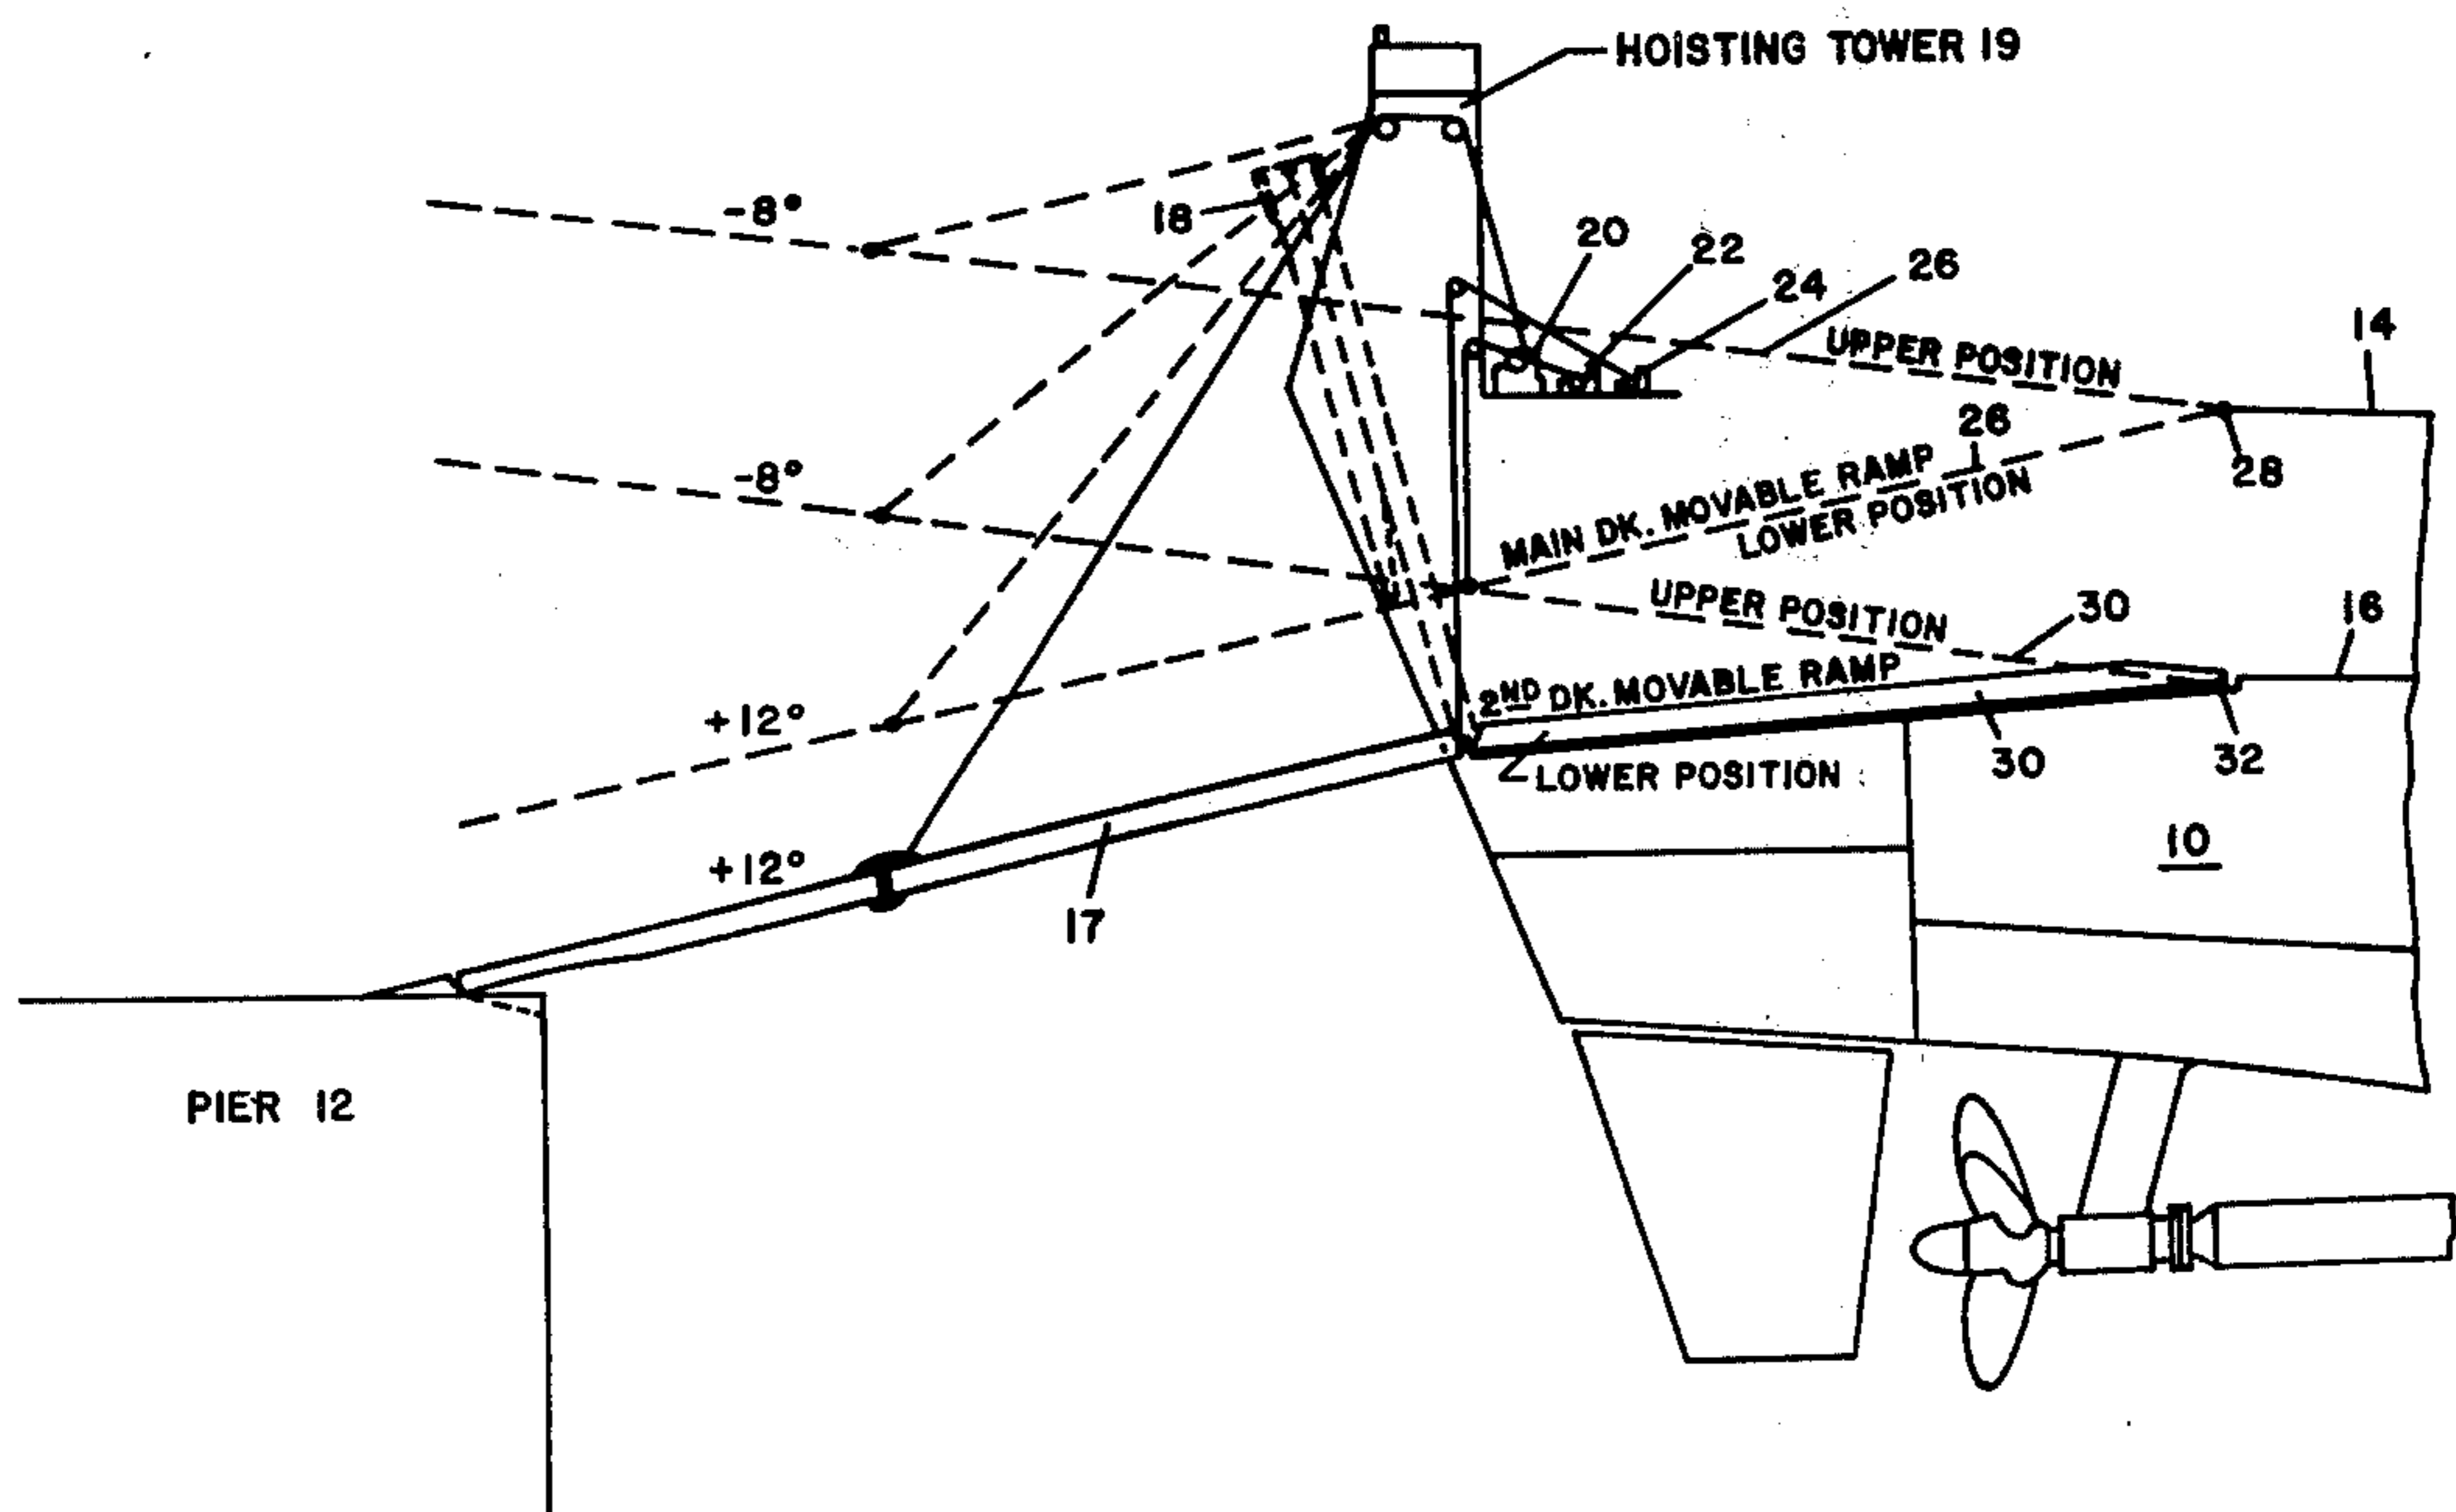 HOISTING TOWER 19
-8°
18
20
22
24
26
14
UPPER POSITION
26
28
-8°
MAIN DK. MOVABLE RAMP
LOWER POSITION
UPPER POSITION
30
16
2ND DK. MOVABLE RAMP
+12°
LOWER POSITION
30
32
+12°
10
17
PIER 12